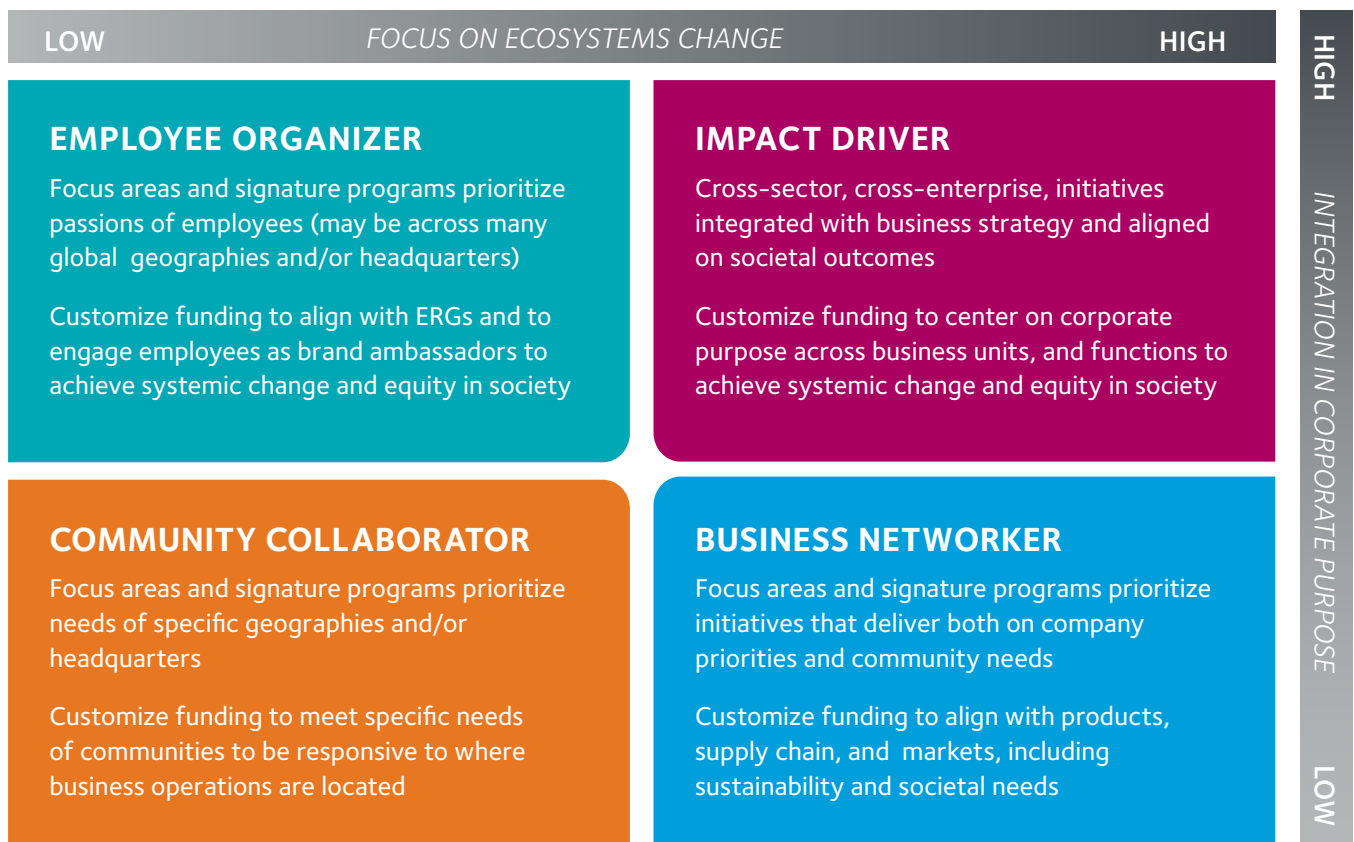 LOW FOCUS ON ECOSYSTEMS CHANGE HIGH
EMPLOYEE ORGANIZER
Focus areas and signature programs prioritize
passions of employees (may be across many
global geographies and/or headquarters)
Customize funding to align with ERGs and to
engage employees as brand ambassadors to
achieve systemic change and equity in society
IMPACT DRIVER
Cross-sector, cross-enterprise, initiatives
integrated with business strategy and aligned
on societal outcomes
Customize funding to center on corporate
purpose across business units, and functions to
achieve systemic change and equity in society
COMMUNITY COLLABORATOR
Focus areas and signature programs prioritize
needs of specific geographies and/or
headquarters
Customize funding to meet specific needs
of communities to be responsive to where
business operations are located
BUSINESS NETWORKER
Focus areas and signature programs prioritize
initiatives that deliver both on company
priorities and community needs
Customize funding to align with products,
supply chain, and markets, including
sustainability and societal needs
HIGH INTEGRATION IN CORPORATE PURPOSE LOW